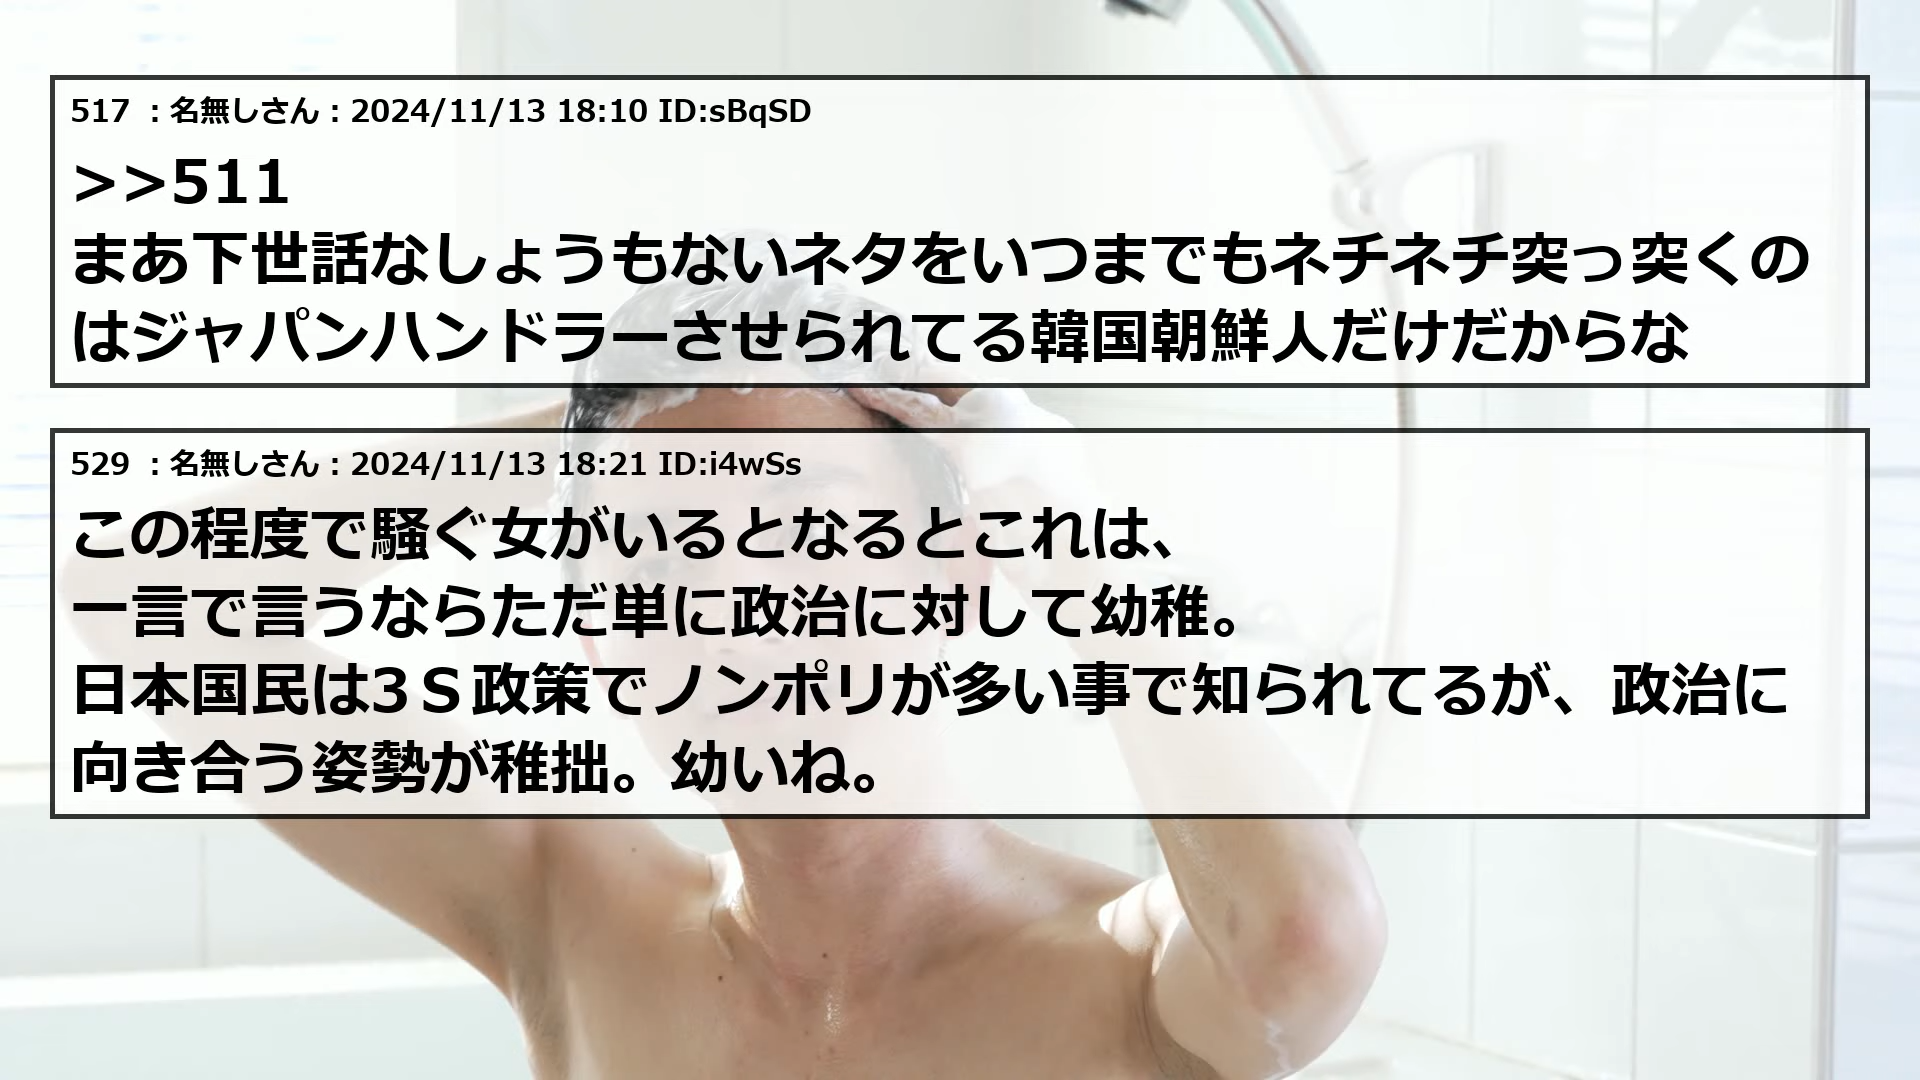 517 ：名無しさん：2024/11/13 18:10 ID:sBqSD
>>511
まあ下世話なしょうもないネタをいつまでもネチネチ突っ突くの
はジャパンハンドラーさせられてる韓国朝鮮人だけだからな
529 ：名無しさん：2024/11/13 18:21 ID:i4wSs
この程度で騒ぐ女がいるとなるとこれは、
一言で言うならただ単に政治に対して幼稚。
日本国民は3Ｓ政策でノンポリが多い事で知られてるが、政治に
向き合う姿勢が稚拙。幼いね。